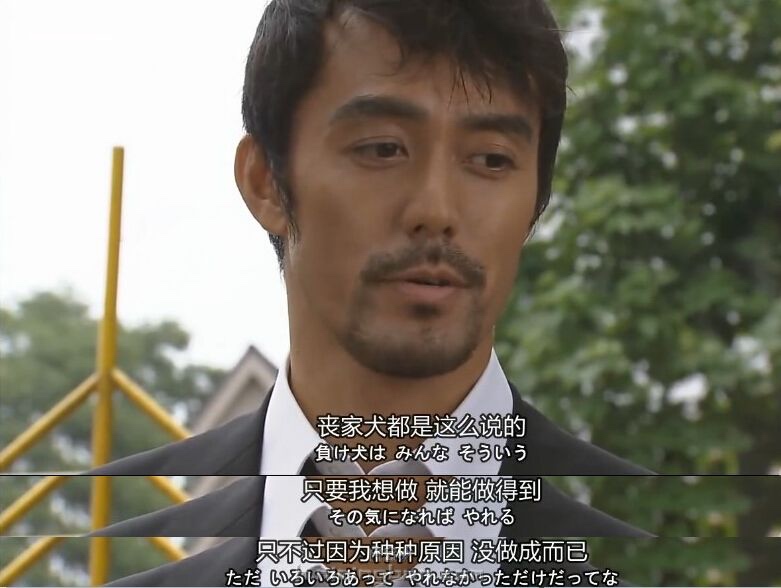 丧家犬都是这么说的
負け犬は みんな そういう
只要我想做 就能做得到
その気になれば やれる
只不过因为种种原因 没做成而已
ただ いろいろあって やれなかっただけだってな